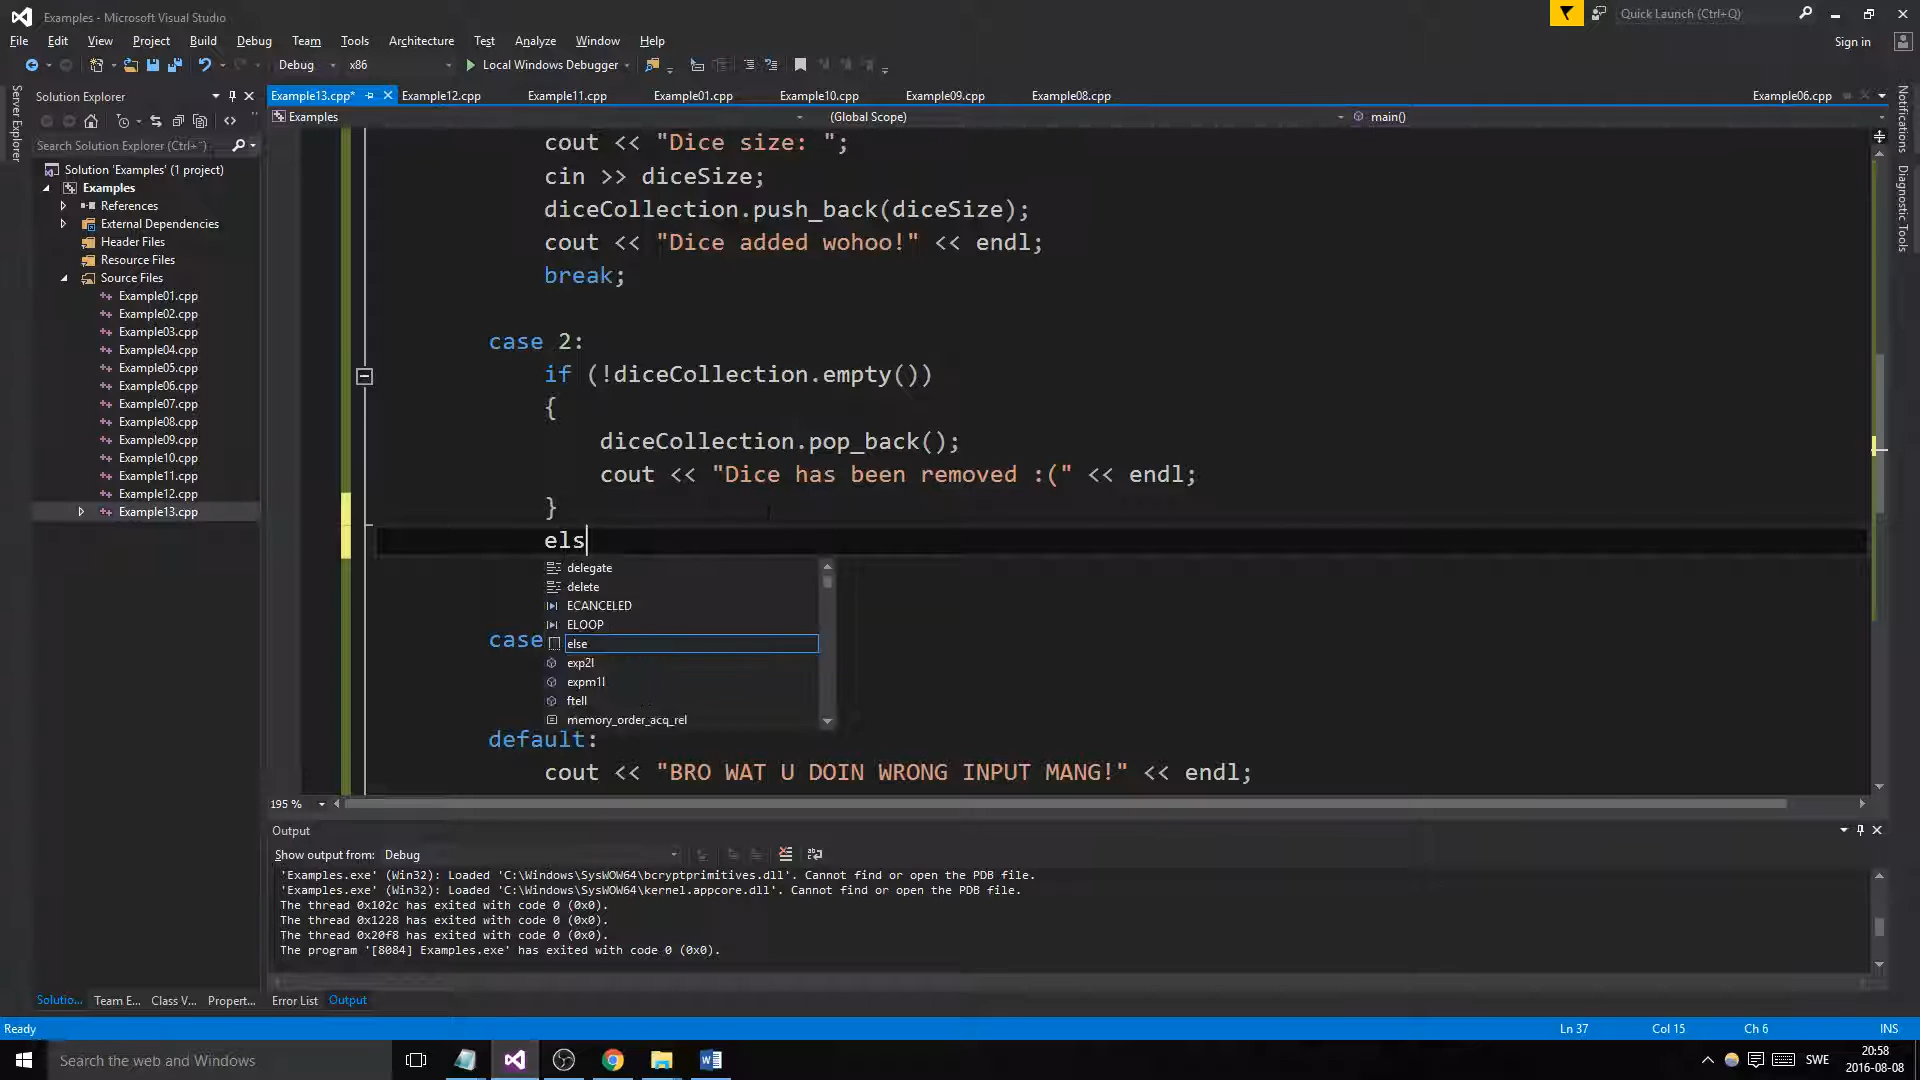 Examples - Microsoft Visual Studio
Quick Launch (Ctrl+Q)
File Edit View Project Build Debug Team Tools Architecture Test Analyze Window Help
Sign in
Debug x86 Local Windows Debugger
Server Explorer
Solution Explorer
Example13.cpp* Example12.cpp Example11.cpp Example01.cpp Example10.cpp Example09.cpp Example08.cpp Example06.cpp
Examples (Global Scope) main()
Notifications
Diagnostic Tools
Search Solution Explorer (Ctrl+¨)
Solution 'Examples' (1 project)
Examples
References
External Dependencies
Header Files
Resource Files
Source Files
Example01.cpp
Example02.cpp
Example03.cpp
Example04.cpp
Example05.cpp
Example06.cpp
Example07.cpp
Example08.cpp
Example09.cpp
Example10.cpp
Example11.cpp
Example12.cpp
Example13.cpp
cout << "Dice size: ";
cin >> diceSize;
diceCollection.push_back(diceSize);
cout << "Dice added wohoo!" << endl;
break;
case 2:
if (!diceCollection.empty())
{
diceCollection.pop_back();
cout << "Dice has been removed :(" << endl;
}
els
delegate
delete
ECANCELED
ELOOP
else
exp2l
expm1l
ftell
memory_order_acq_rel
case
default:
cout << "BRO WAT U DOIN WRONG INPUT MANG!" << endl;
195 %
Output
Show output from: Debug
'Examples.exe' (Win32): Loaded 'C:\Windows\SysWOW64\bcryptprimitives.dll'. Cannot find or open the PDB file.
'Examples.exe' (Win32): Loaded 'C:\Windows\SysWOW64\kernel.appcore.dll'. Cannot find or open the PDB file.
The thread 0x102c has exited with code 0 (0x0).
The thread 0x1228 has exited with code 0 (0x0).
The thread 0x20f8 has exited with code 0 (0x0).
The program '[8084] Examples.exe' has exited with code 0 (0x0).
Solutio... Team E... Class V... Propert... Error List Output
Ready Ln 37 Col 15 Ch 6 INS
Search the web and Windows
SWE
20:58
2016-08-08